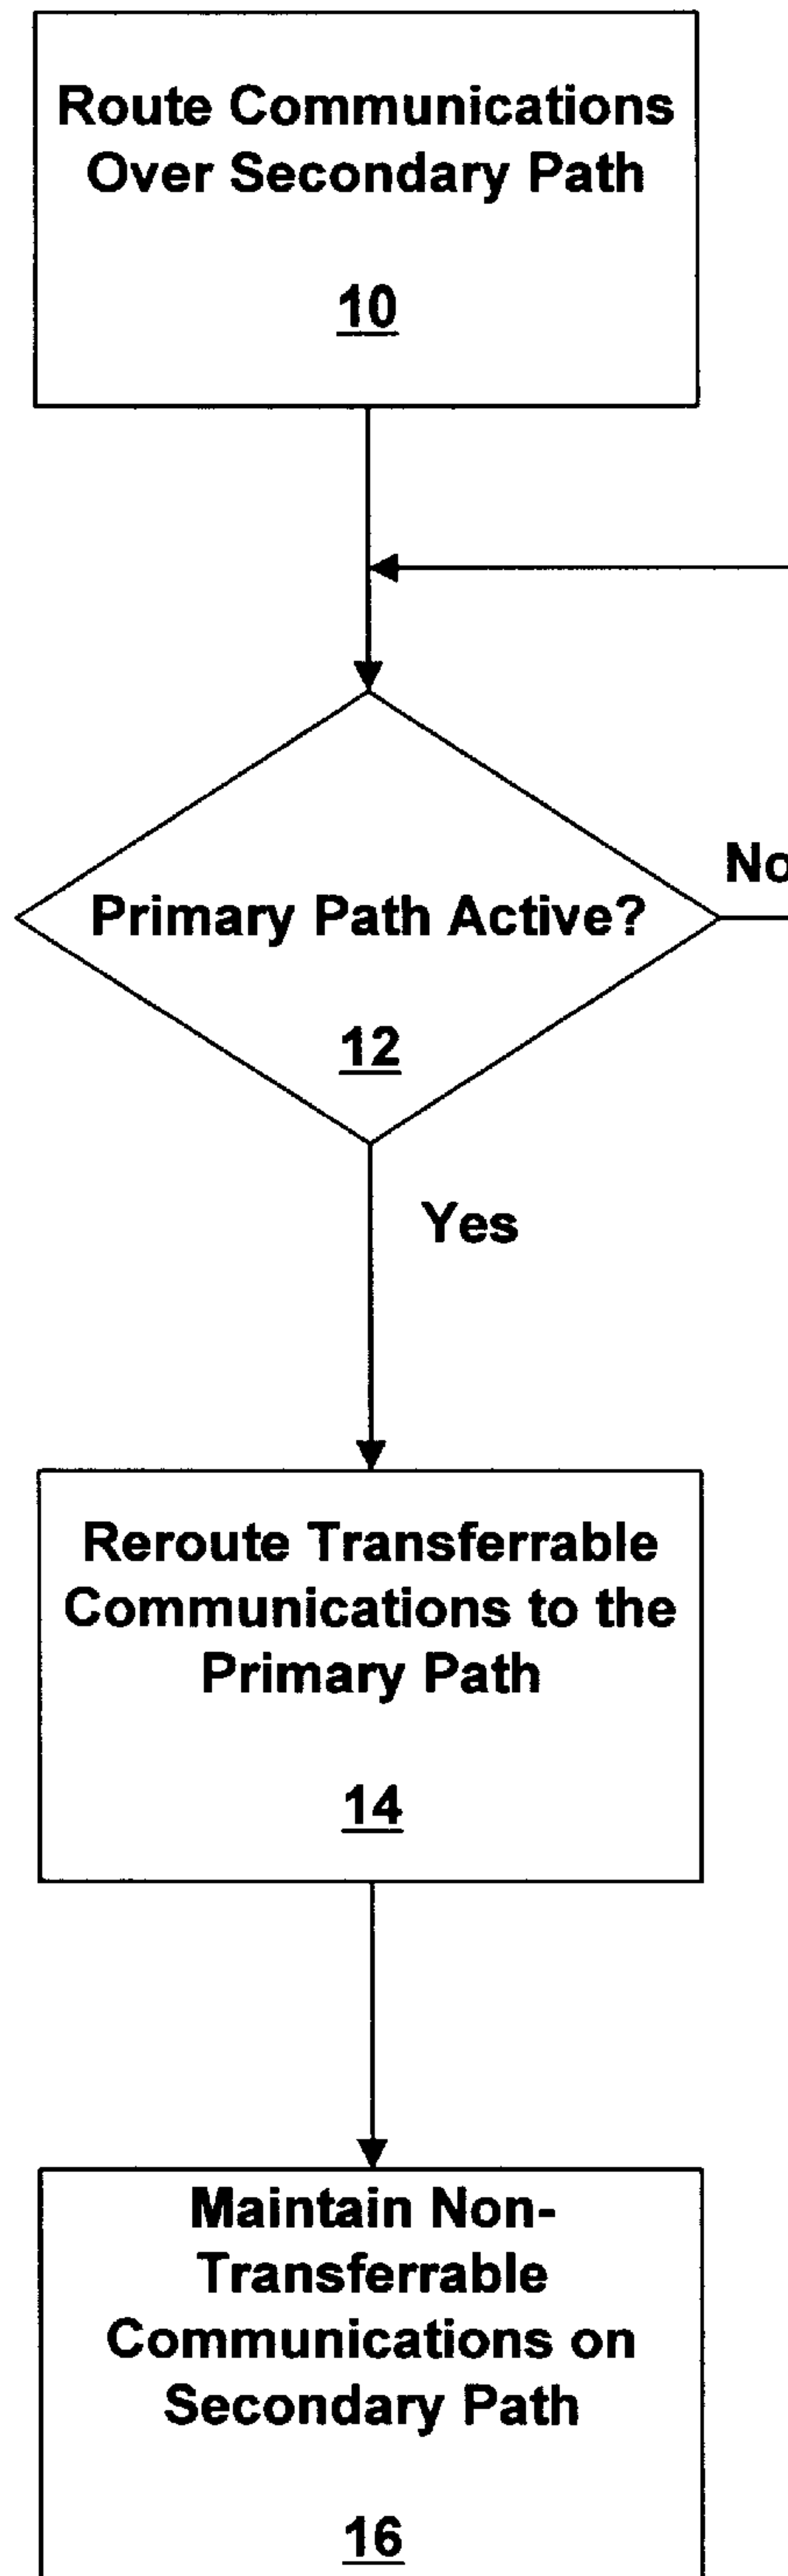 Route Communications
Over Secondary Path
10
No
Primary Path Active?
12
Yes
Reroute Transferrable
Communications to the
Primary Path
14
Maintain Non-
Transferrable
Communications on
Secondary Path
16